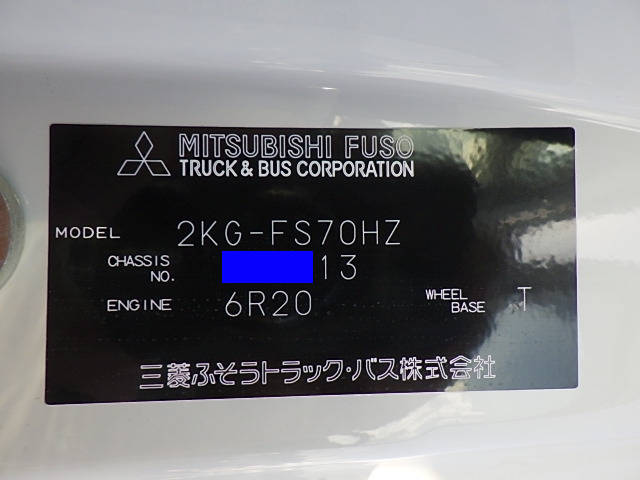 MITSUBISHI FUSO
TRUCK & BUS CORPORATION
MODEL 2KG-FS70HZ
CHASSIS NO. 13
ENGINE 6R20 WHEEL BASE T
三菱ふそうトラック・バス株式会社